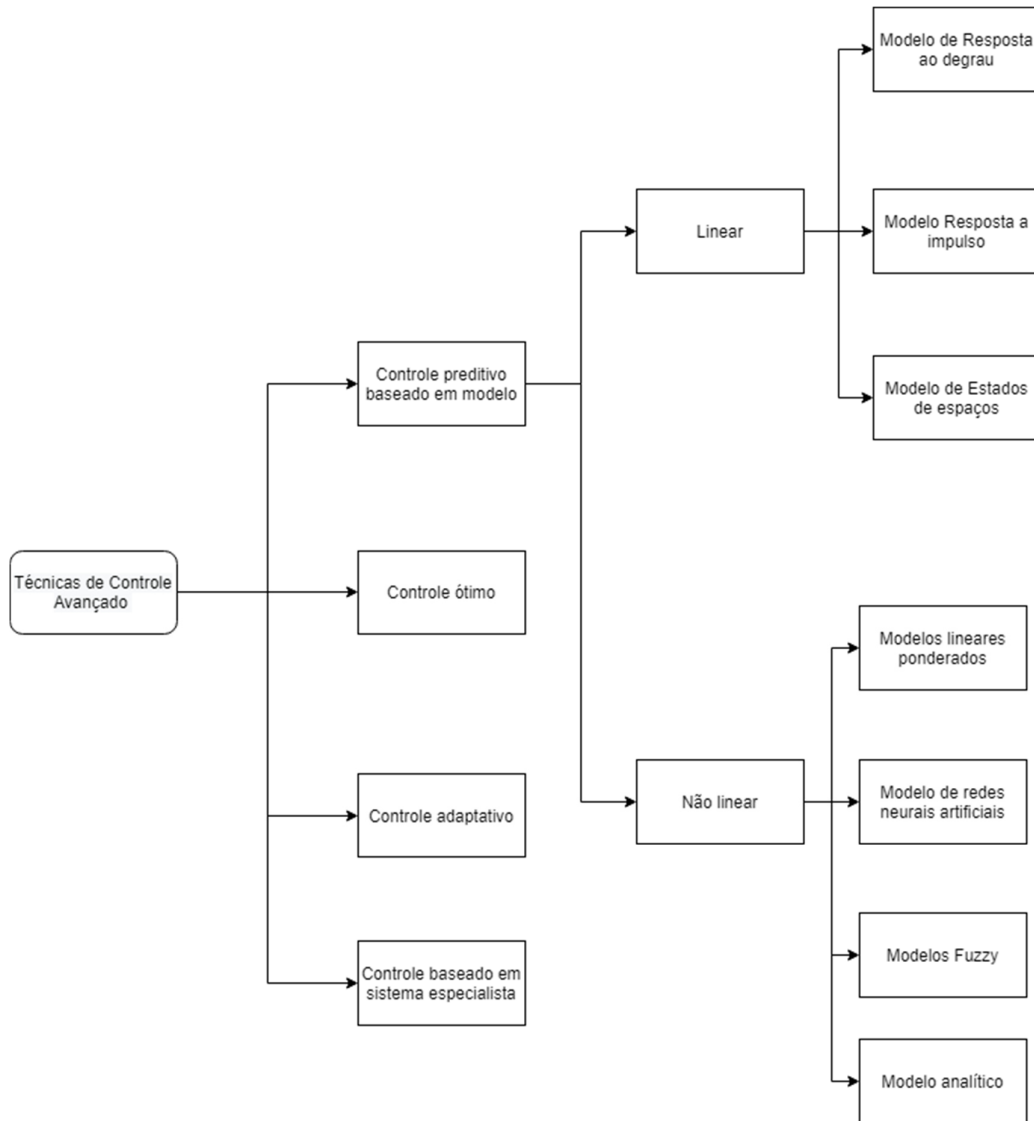 Modelo de Resposta
ao degrau
Linear
Modelo Resposta a
impulso
Controle preditivo
baseado em modelo
Modelo de Estados
de espaços
Técnicas de Controle
Avançado
Controle ótimo
Modelos lineares
ponderados
Controle adaptativo
Não linear
Modelo de redes
neurais artificiais
Controle baseado em
sistema especialista
Modelos Fuzzy
Modelo analítico